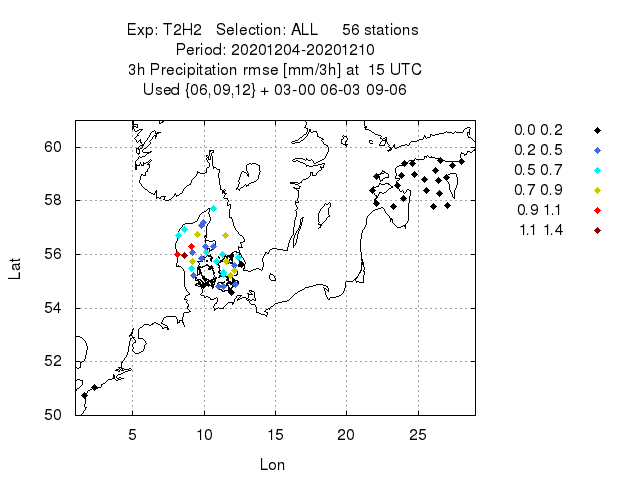 Exp: T2H2 Selection: ALL 56 stations
Period: 20201204-20201210
3h Precipitation rmse [mm/3h] at 15 UTC
Used {06,09,12} + 03-00 06-03 09-06
60
58
56
54
52
50
Lat
5 10 15 20 25
Lon
0.0 0.2
0.2 0.5
0.5 0.7
0.7 0.9
0.9 1.1
1.1 1.4